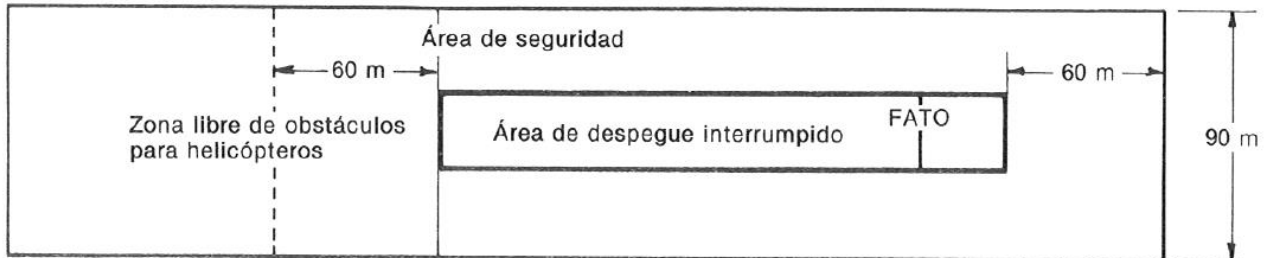 Área de seguridad
60 m
60 m
Zona libre de obstáculos
para helicópteros
Área de despegue interrumpido
FATO
90 m